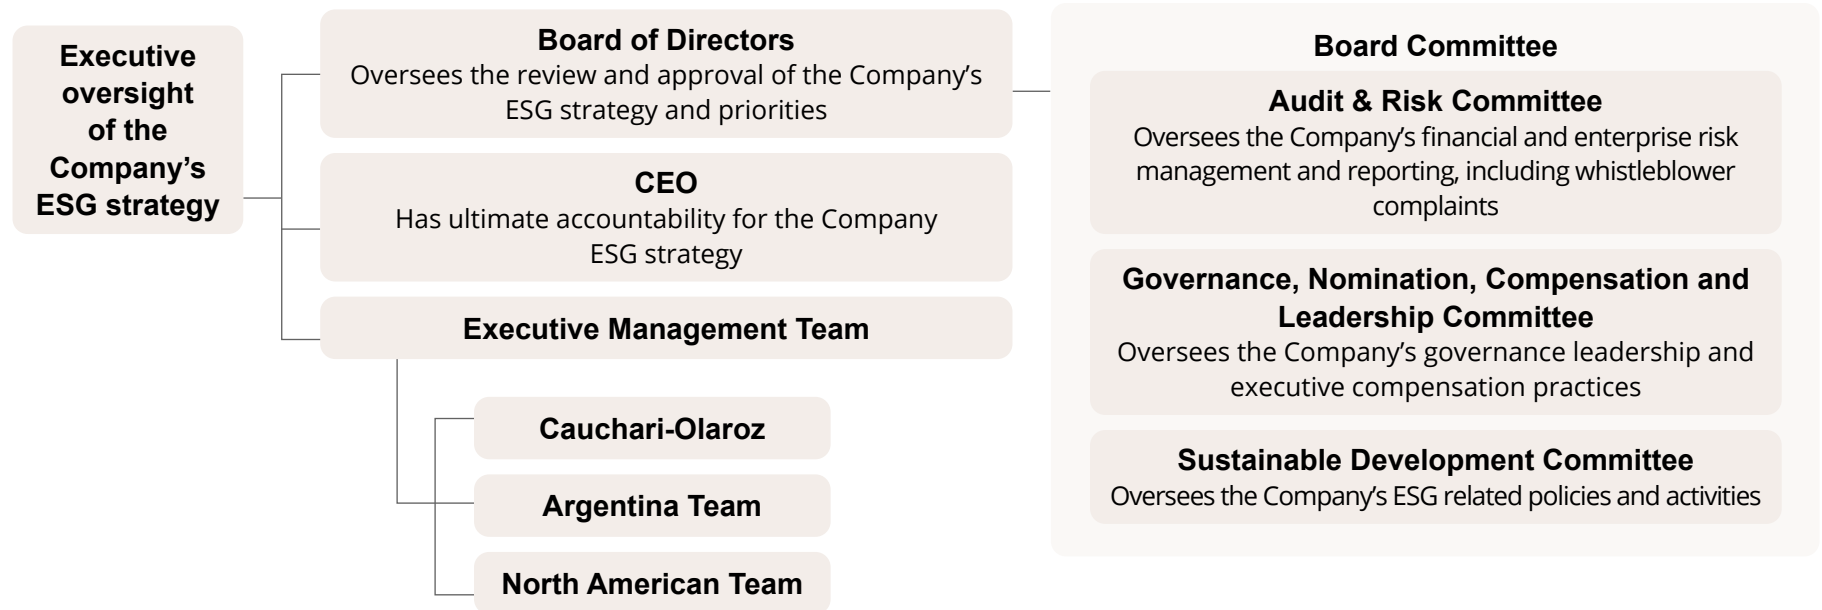 Executive
oversight
of the
Company’s
ESG strategy
Board of Directors
Oversees the review and approval of the Company’s
ESG strategy and priorities
CEO
Has ultimate accountability for the Company
ESG strategy
Executive Management Team
Cauchari-Olaroz
Argentina Team
North American Team
Board Committee
Audit & Risk Committee
Oversees the Company’s financial and enterprise risk
management and reporting, including whistleblower
complaints
Governance, Nomination, Compensation and
Leadership Committee
Oversees the Company’s governance leadership and
executive compensation practices
Sustainable Development Committee
Oversees the Company’s ESG related policies and activities